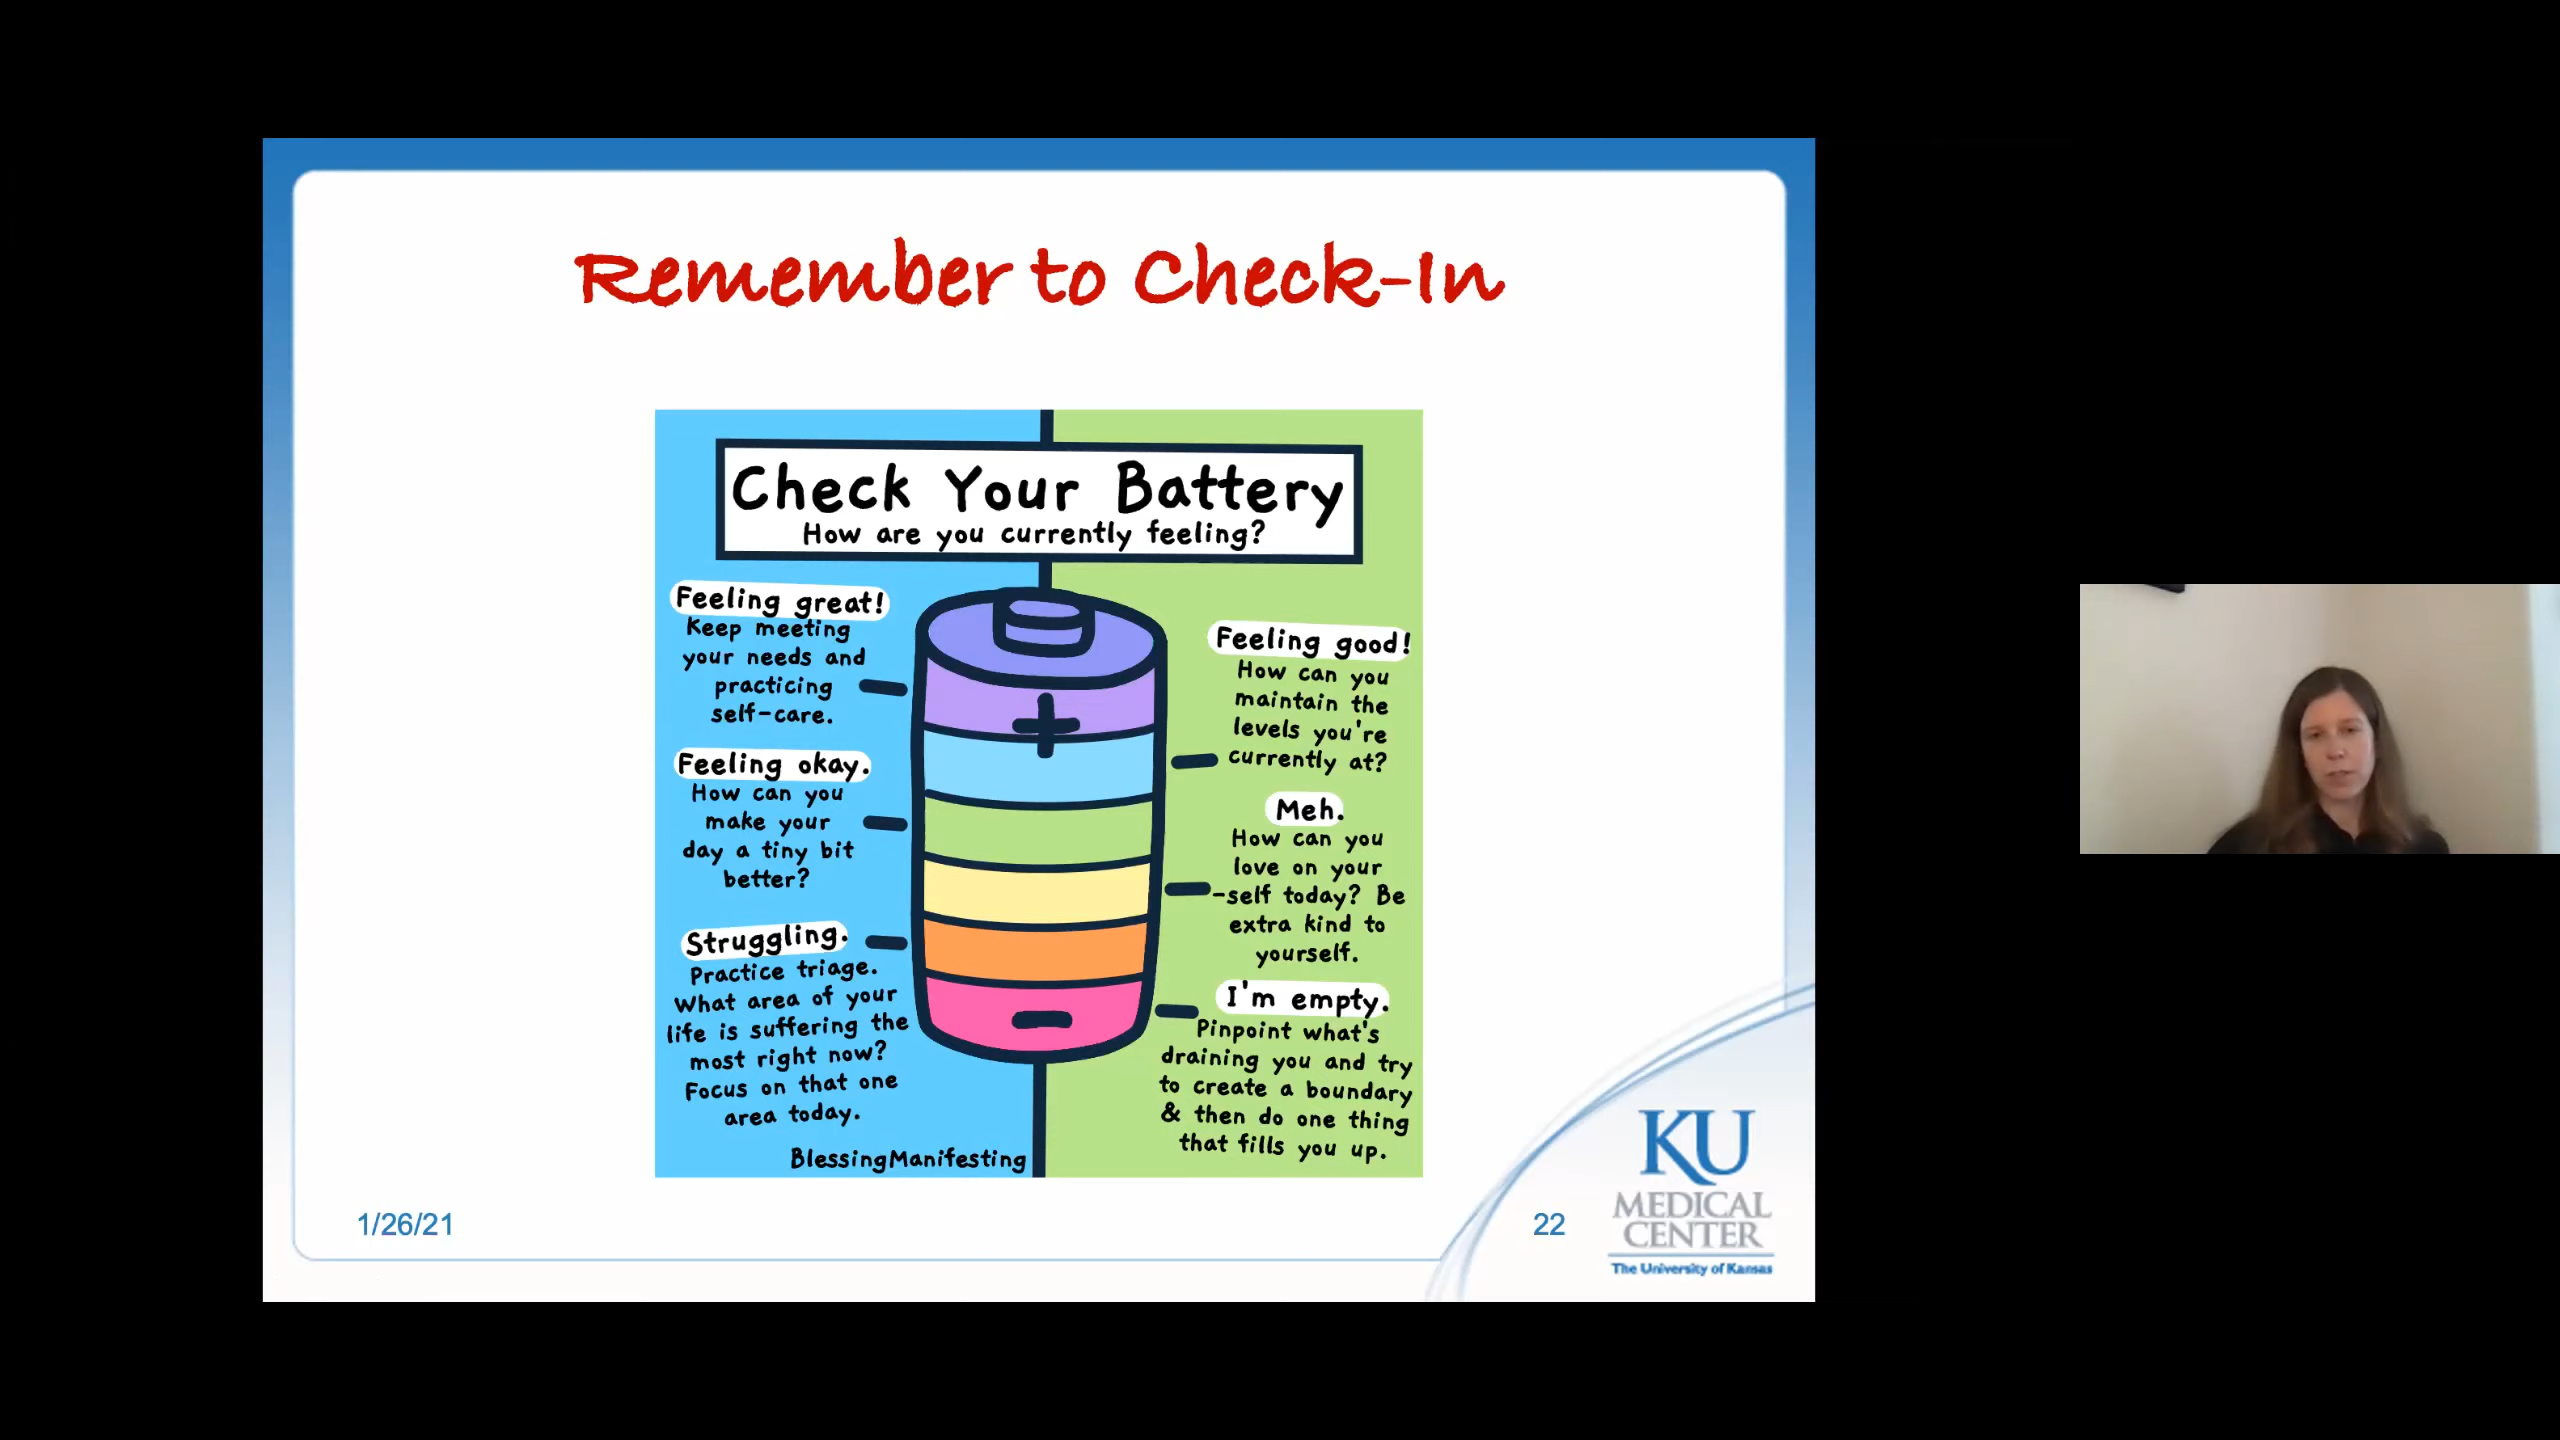 Remember to Check-In
Check Your Battery
How are you currently feeling?
Feeling great!
Keep meeting
your needs and
practicing
self-care.
Feeling good!
How can you
maintain the
levels you're
currently at?
Feeling okay.
How can you
make your
day a tiny bit
better?
Meh.
How can you
love on your
-self today? Be
extra kind to
yourself.
Struggling.
Practice triage.
What area of your
life is suffering the
most right now?
Focus on that one
area today.
I'm empty.
Pinpoint what's
draining you and try
to create a boundary
& then do one thing
that fills you up.
BlessingManifesting
1/26/21
22
KU
MEDICAL
CENTER
The University of Kansas